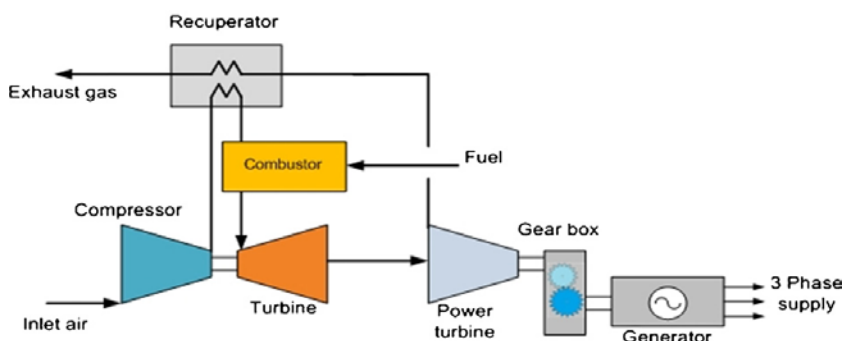 Recuperator
Exhaust gas
Combustor
Fuel
Compressor
Gear box
Turbine
Inlet air
Power
turbine
Generator
3 Phase
supply